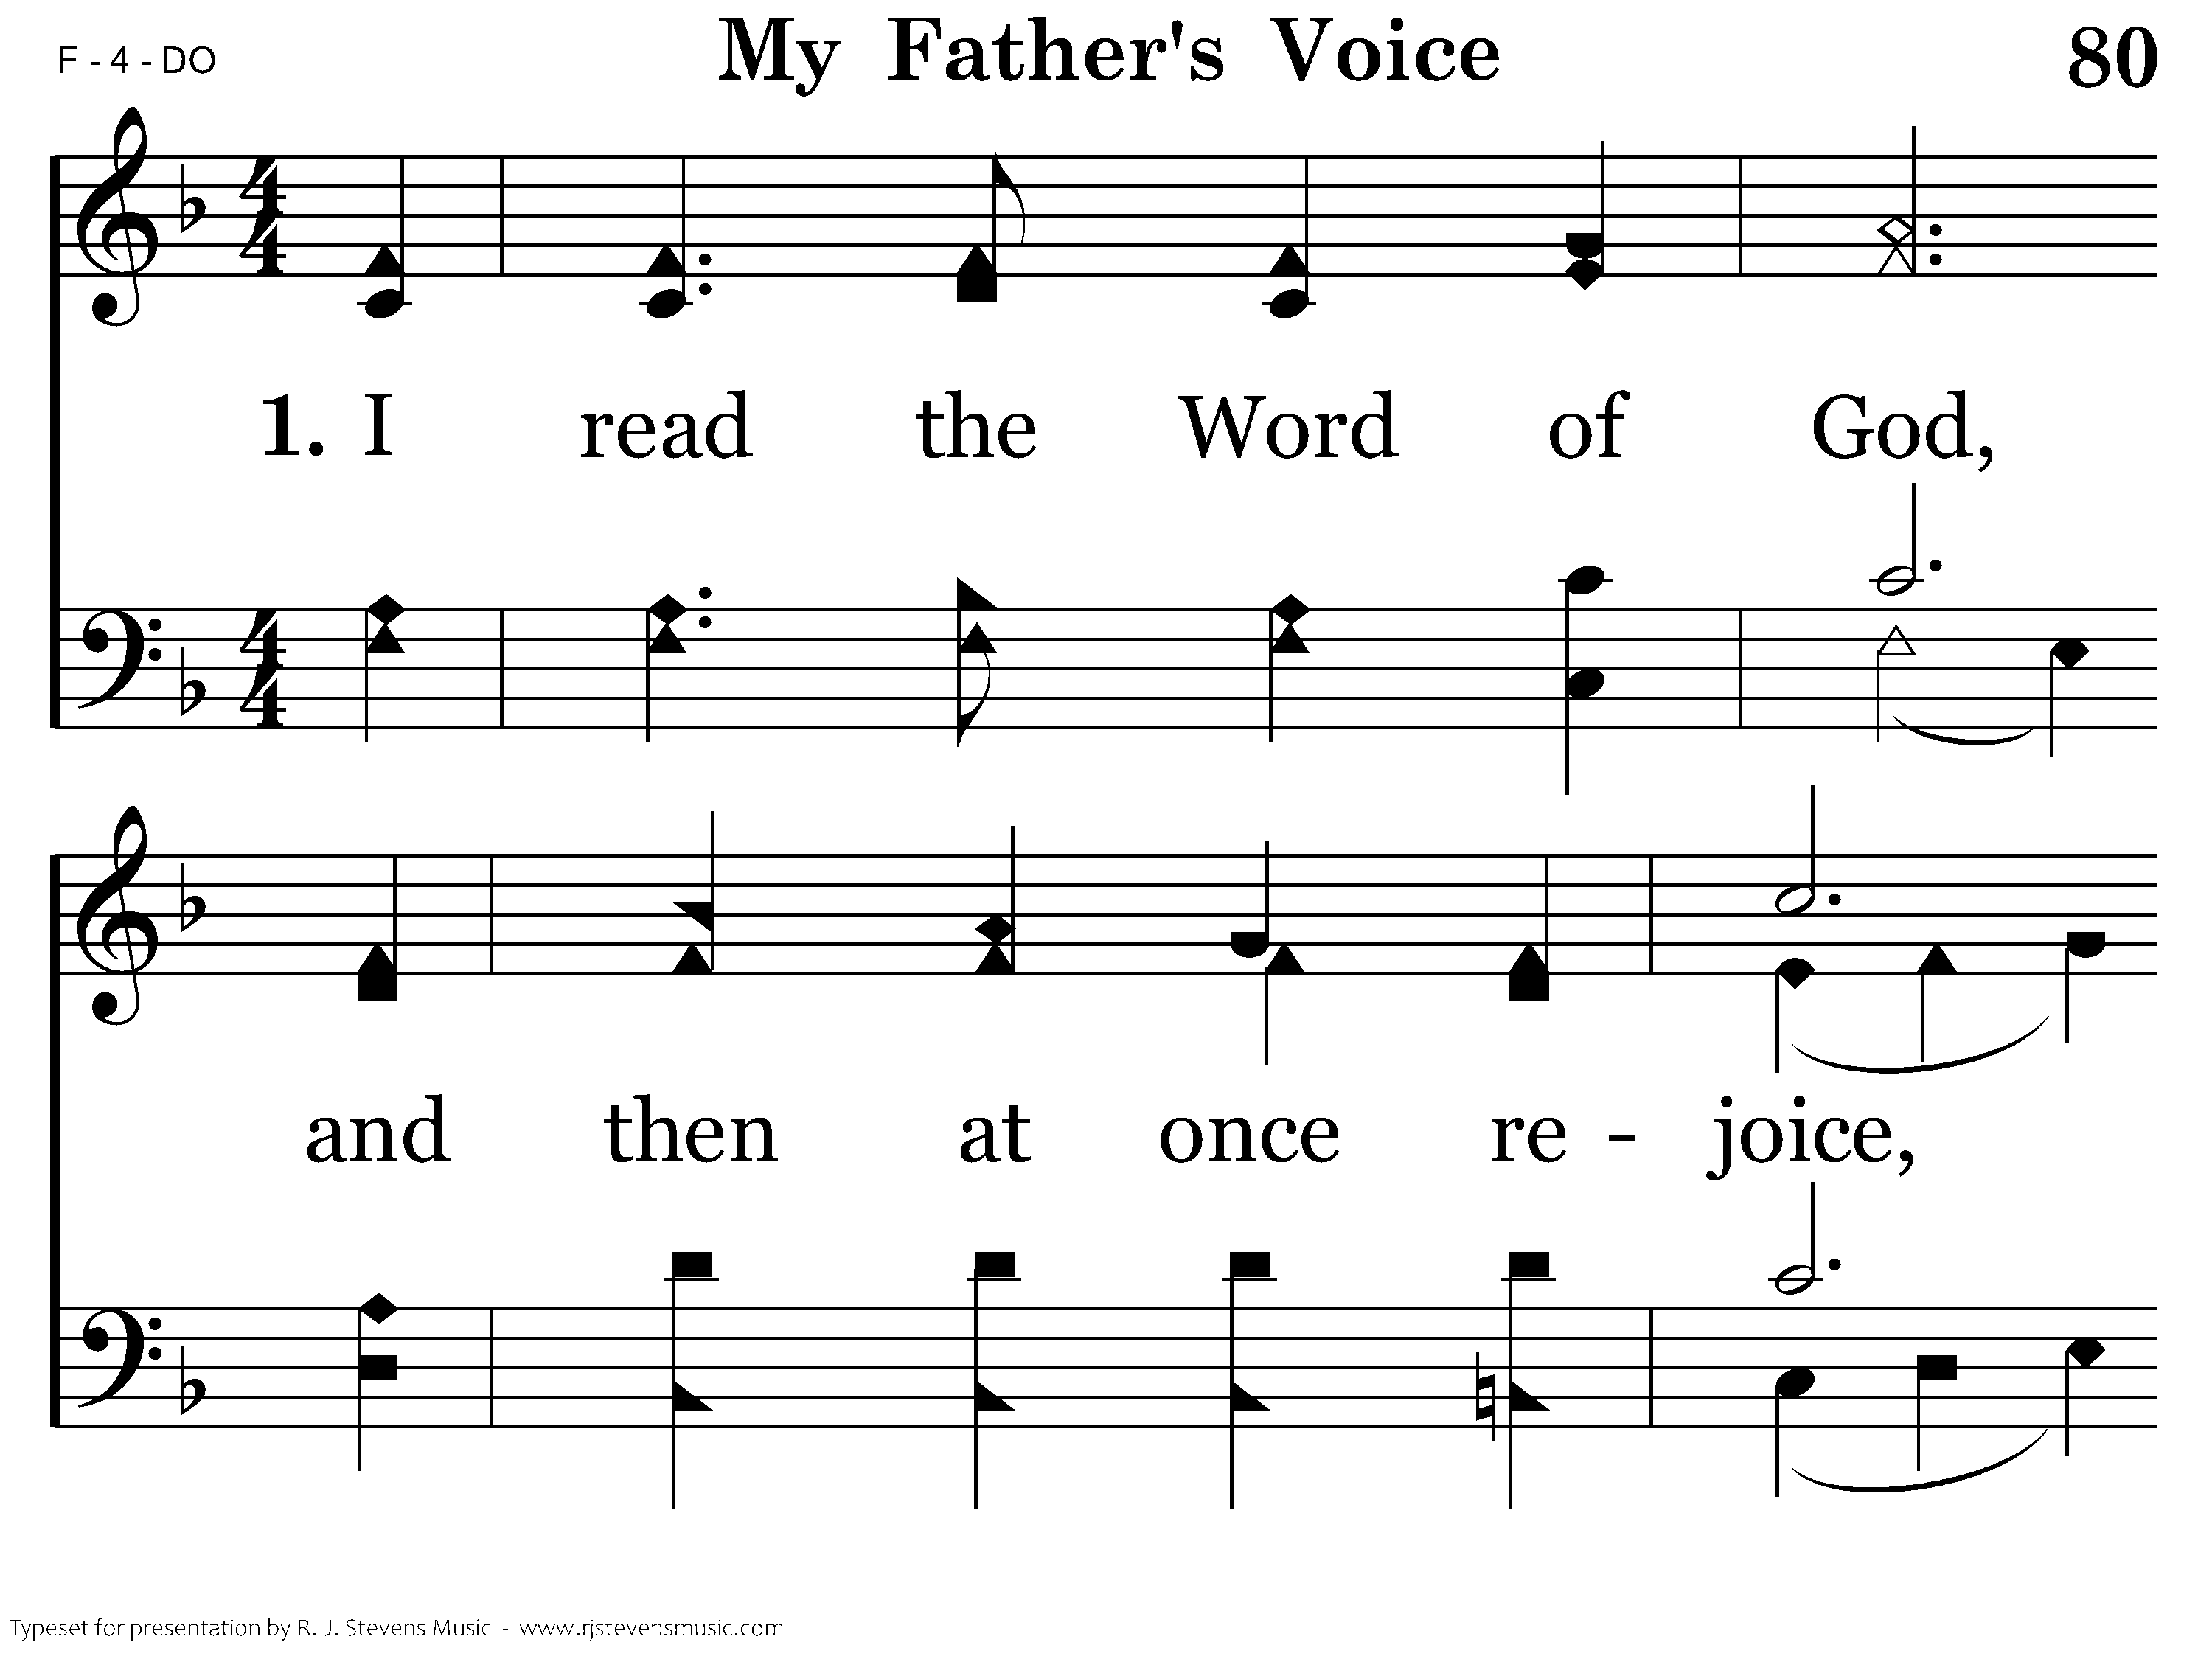 F - 4 - DO My Father's Voice 80
1. I read the Word of God,
and then at once re - joice,
Typeset for presentation by R. J. Stevens Music - www.rjstevensmusic.com